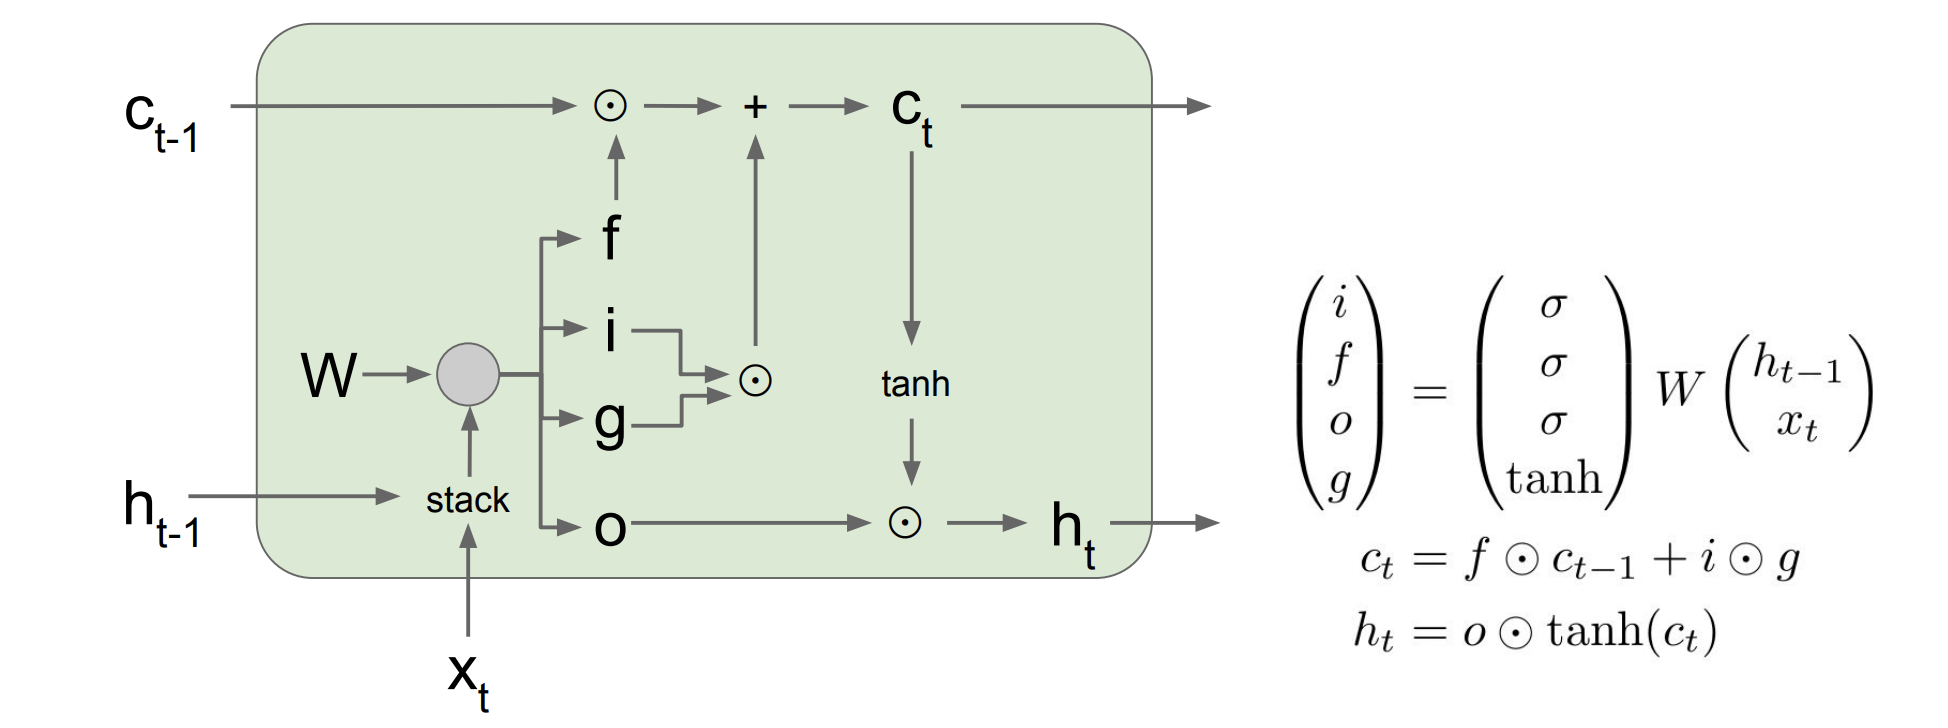 c_{t-1} ⊙ + c_t
f
i
W ⊙ tanh
g
h_{t-1} stack
o ⊙ h_t
x_t
(i f o g) = (σ σ σ tanh) W (h_{t-1} x_t)
c_t = f ⊙ c_{t-1} + i ⊙ g
h_t = o ⊙ tanh(c_t)